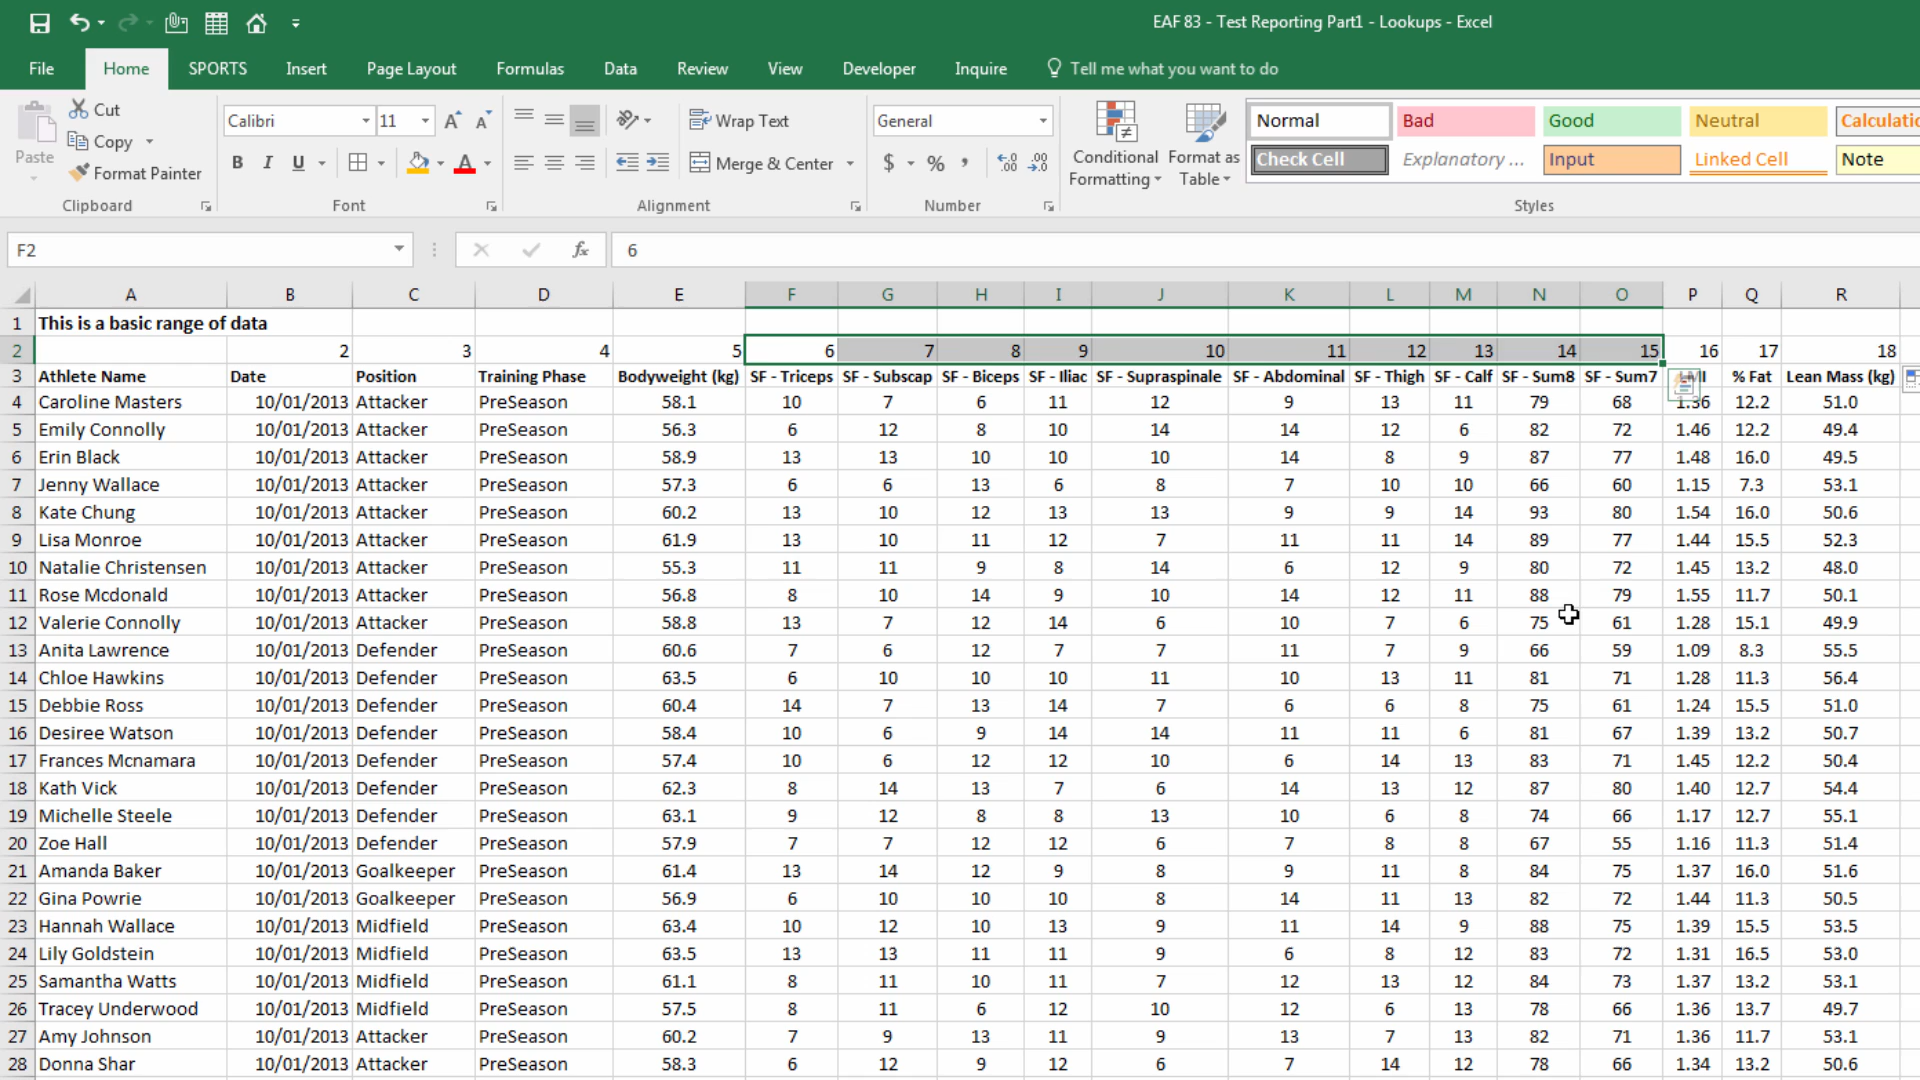 EAF 83 - Test Reporting Part1 - Lookups - Excel
File Home SPORTS Insert Page Layout Formulas Data Review View Developer Inquire Tell me what you want to do
Cut
Copy
Format Painter
Paste
Clipboard
Calibri 11
B I U
Font
Wrap Text
Merge & Center
Alignment
General
$ % ,
Number
Conditional Formatting
Format as Table
Normal Bad Good Neutral Calculatio
Check Cell Explanatory ... Input Linked Cell Note
Styles
F2 fx 6
A B C D E F G H I J K L M N O P Q R
1 This is a basic range of data
2 2 3 4 5 6 7 8 9 10 11 12 13 14 15 16 17 18
3 Athlete Name Date Position Training Phase Bodyweight (kg) SF - Triceps SF - Subscap SF - Biceps SF - Iliac SF - Supraspinale SF - Abdominal SF - Thigh SF - Calf SF - Sum8 SF - Sum7 % Fat Lean Mass (kg)
4 Caroline Masters 10/01/2013 Attacker PreSeason 58.1 10 7 6 11 12 9 13 11 79 68 1.36 12.2 51.0
5 Emily Connolly 10/01/2013 Attacker PreSeason 56.3 6 12 8 10 14 14 12 6 82 72 1.46 12.2 49.4
6 Erin Black 10/01/2013 Attacker PreSeason 58.9 13 13 10 10 10 14 8 9 87 77 1.48 16.0 49.5
7 Jenny Wallace 10/01/2013 Attacker PreSeason 57.3 6 6 13 6 8 7 10 10 66 60 1.15 7.3 53.1
8 Kate Chung 10/01/2013 Attacker PreSeason 60.2 13 10 12 13 13 9 9 14 93 80 1.54 16.0 50.6
9 Lisa Monroe 10/01/2013 Attacker PreSeason 61.9 13 10 11 12 7 11 11 14 89 77 1.44 15.5 52.3
10 Natalie Christensen 10/01/2013 Attacker PreSeason 55.3 11 11 9 8 14 6 12 9 80 72 1.45 13.2 48.0
11 Rose Mcdonald 10/01/2013 Attacker PreSeason 56.8 8 10 14 9 10 14 12 11 88 79 1.55 11.7 50.1
12 Valerie Connolly 10/01/2013 Attacker PreSeason 58.8 13 7 12 14 6 10 7 6 75 61 1.28 15.1 49.9
13 Anita Lawrence 10/01/2013 Defender PreSeason 60.6 7 6 12 7 7 11 7 9 66 59 1.09 8.3 55.5
14 Chloe Hawkins 10/01/2013 Defender PreSeason 63.5 6 10 10 10 11 10 13 11 81 71 1.28 11.3 56.4
15 Debbie Ross 10/01/2013 Defender PreSeason 60.4 14 7 13 14 7 6 6 8 75 61 1.24 15.5 51.0
16 Desiree Watson 10/01/2013 Defender PreSeason 58.4 10 6 9 14 14 11 11 6 81 67 1.39 13.2 50.7
17 Frances Mcnamara 10/01/2013 Defender PreSeason 57.4 10 6 12 12 10 6 14 13 83 71 1.45 12.2 50.4
18 Kath Vick 10/01/2013 Defender PreSeason 62.3 8 14 13 7 6 14 13 12 87 80 1.40 12.7 54.4
19 Michelle Steele 10/01/2013 Defender PreSeason 63.1 9 12 8 8 13 10 6 8 74 66 1.17 12.7 55.1
20 Zoe Hall 10/01/2013 Defender PreSeason 57.9 7 7 12 12 6 7 8 8 67 55 1.16 11.3 51.4
21 Amanda Baker 10/01/2013 Goalkeeper PreSeason 61.4 13 14 12 9 8 9 11 8 84 75 1.37 16.0 51.6
22 Gina Powrie 10/01/2013 Goalkeeper PreSeason 56.9 6 10 10 10 8 14 11 13 82 72 1.44 11.3 50.5
23 Hannah Wallace 10/01/2013 Midfield PreSeason 63.4 10 12 10 13 9 11 14 9 88 75 1.39 15.5 53.5
24 Lily Goldstein 10/01/2013 Midfield PreSeason 63.5 13 13 11 11 9 6 8 12 83 72 1.31 16.5 53.0
25 Samantha Watts 10/01/2013 Midfield PreSeason 61.1 8 11 10 11 7 12 13 12 84 73 1.37 13.2 53.1
26 Tracey Underwood 10/01/2013 Midfield PreSeason 57.5 8 11 6 12 10 12 6 13 78 66 1.36 13.7 49.7
27 Amy Johnson 10/01/2013 Attacker PreSeason 60.2 7 9 13 11 9 13 7 13 82 71 1.36 11.7 53.1
28 Donna Shar 10/01/2013 Attacker PreSeason 58.3 6 12 9 12 6 7 14 12 78 66 1.34 13.2 50.6